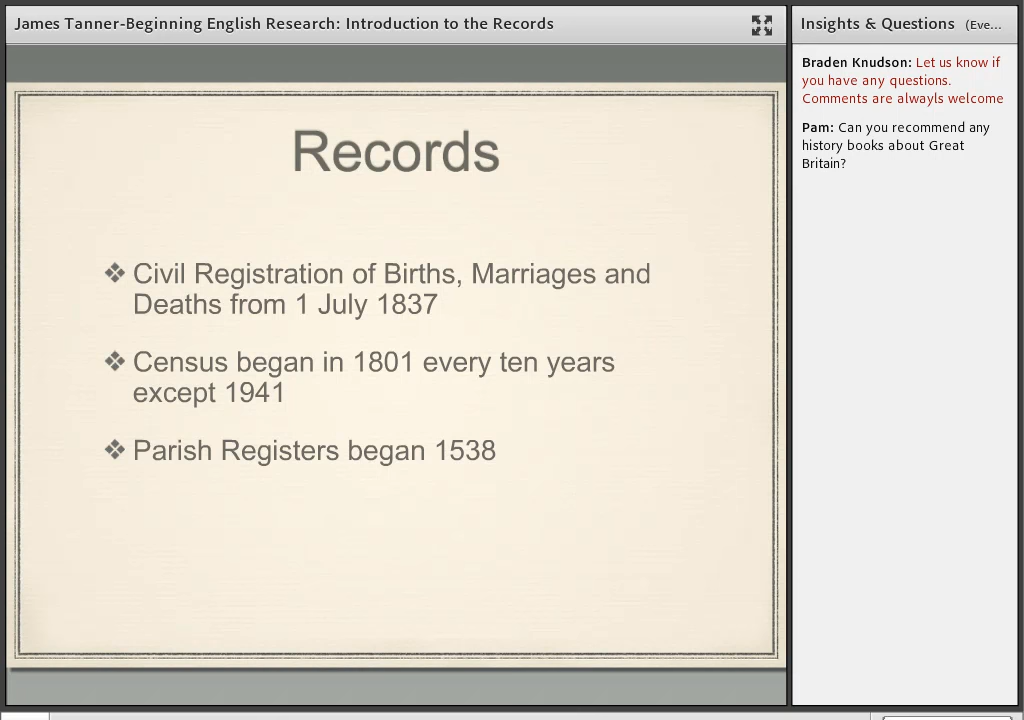 James Tanner-Beginning English Research: Introduction to the Records
Records
❖ Civil Registration of Births, Marriages and
Deaths from 1 July 1837
❖ Census began in 1801 every ten years
except 1941
❖ Parish Registers began 1538
Insights & Questions (Eve...
Braden Knudson: Let us know if
you have any questions.
Comments are alwayls welcome
Pam: Can you recommend any
history books about Great
Britain?